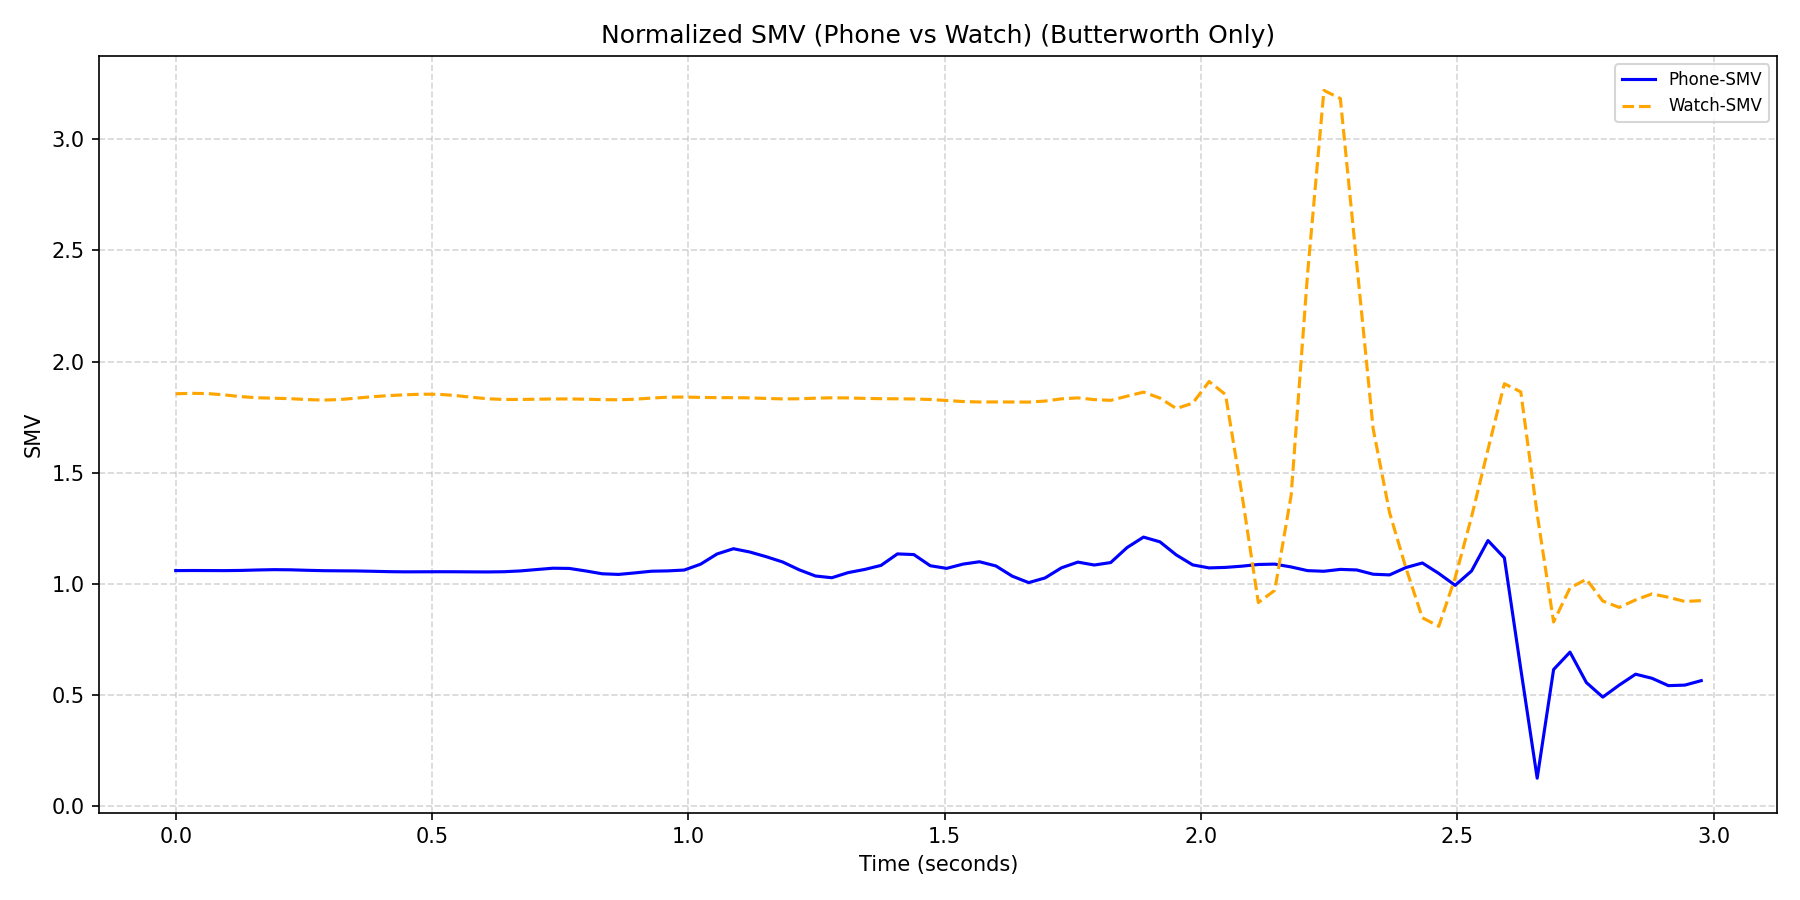 Normalized SMV (Phone vs Watch) (Butterworth Only)
Phone-SMV
Watch-SMV
3.0
2.5
2.0
1.5
1.0
0.5
0.0
SMV
0.0 0.5 1.0 1.5 2.0 2.5 3.0
Time (seconds)